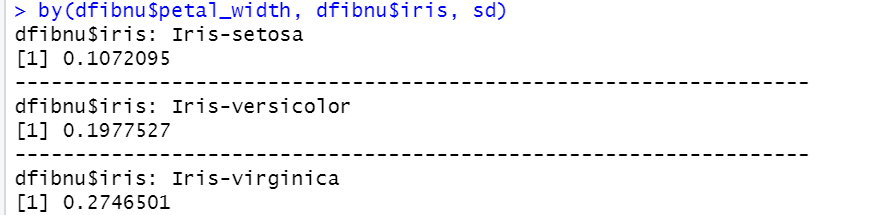 > by(dfibnu$petal_width, dfibnu$iris, sd)
dfibnu$iris: Iris-setosa
[1] 0.1072095
------------------------------------------------------------------
dfibnu$iris: Iris-versicolor
[1] 0.1977527
------------------------------------------------------------------
dfibnu$iris: Iris-virginica
[1] 0.2746501